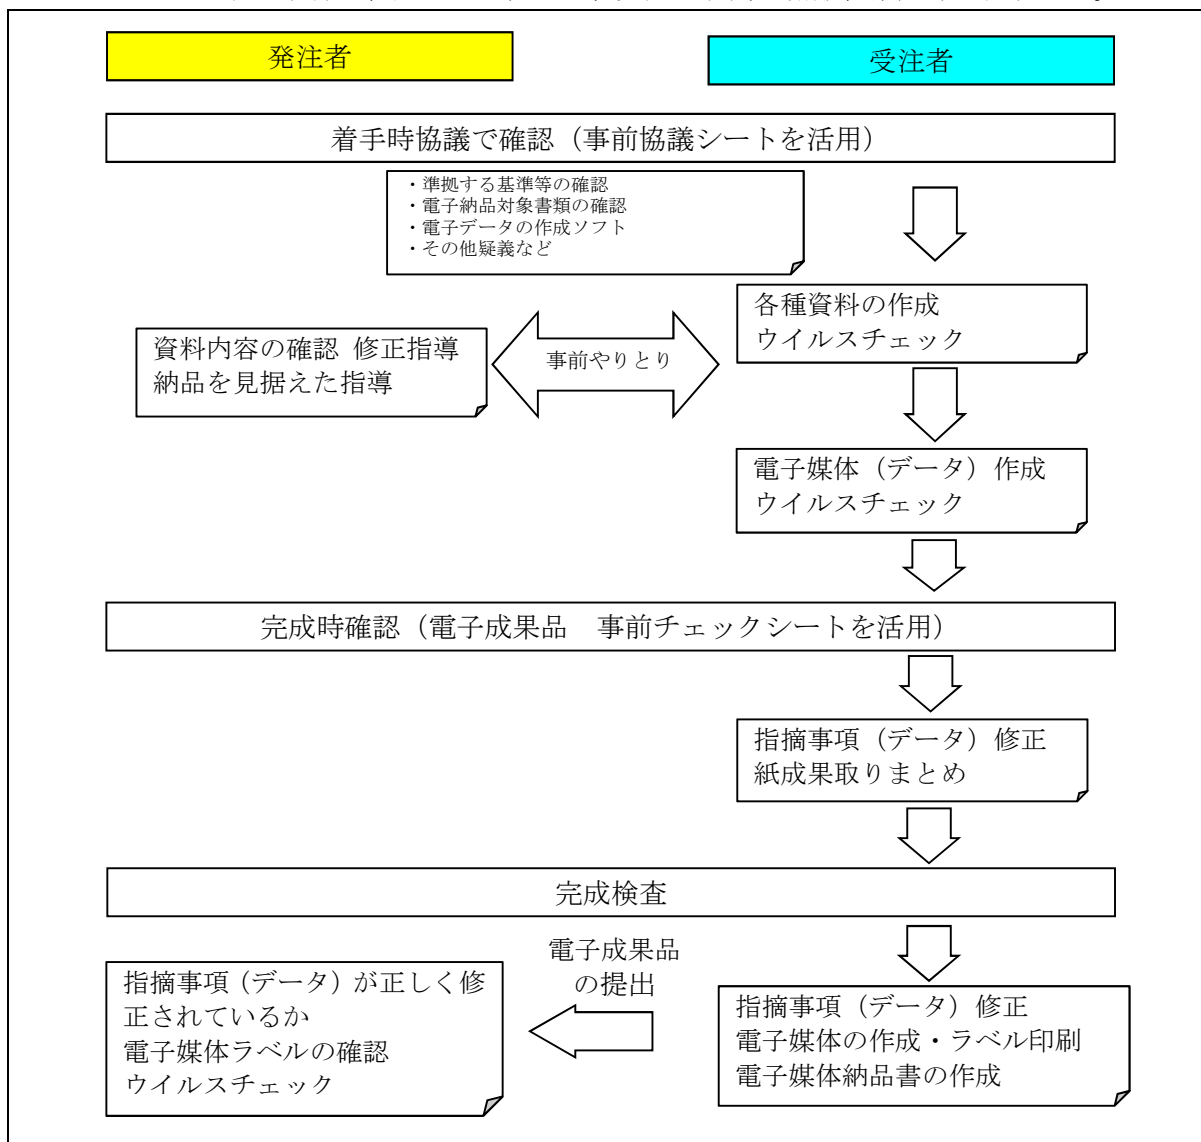 発注者
受注者
着手時協議で確認（事前協議シートを活用）
・準拠する基準等の確認
・電子納品対象書類の確認
・電子データの作成ソフト
・その他疑義など
各種資料の作成
ウイルスチェック
資料内容の確認 修正指導
納品を見据えた指導
事前やりとり
電子媒体（データ）作成
ウイルスチェック
完成時確認（電子成果品　事前チェックシートを活用）
指摘事項（データ）修正
紙成果取りまとめ
完成検査
電子成果品
の提出
指摘事項（データ）が正しく修
正されているか
電子媒体ラベルの確認
ウイルスチェック
指摘事項（データ）修正
電子媒体の作成・ラベル印刷
電子媒体納品書の作成